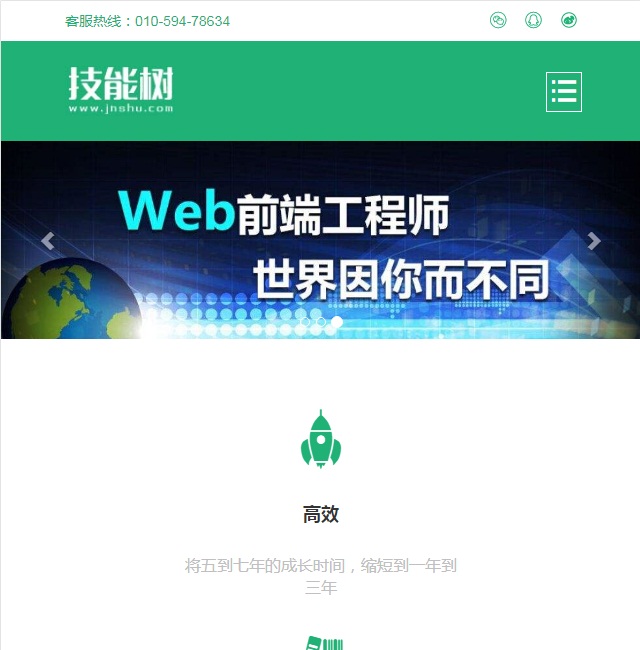 客服热线：010-594-78634
技能树
www.jnshu.com
Web前端工程师
世界因你而不同
高效
将五到七年的成长时间，缩短到一年到
三年